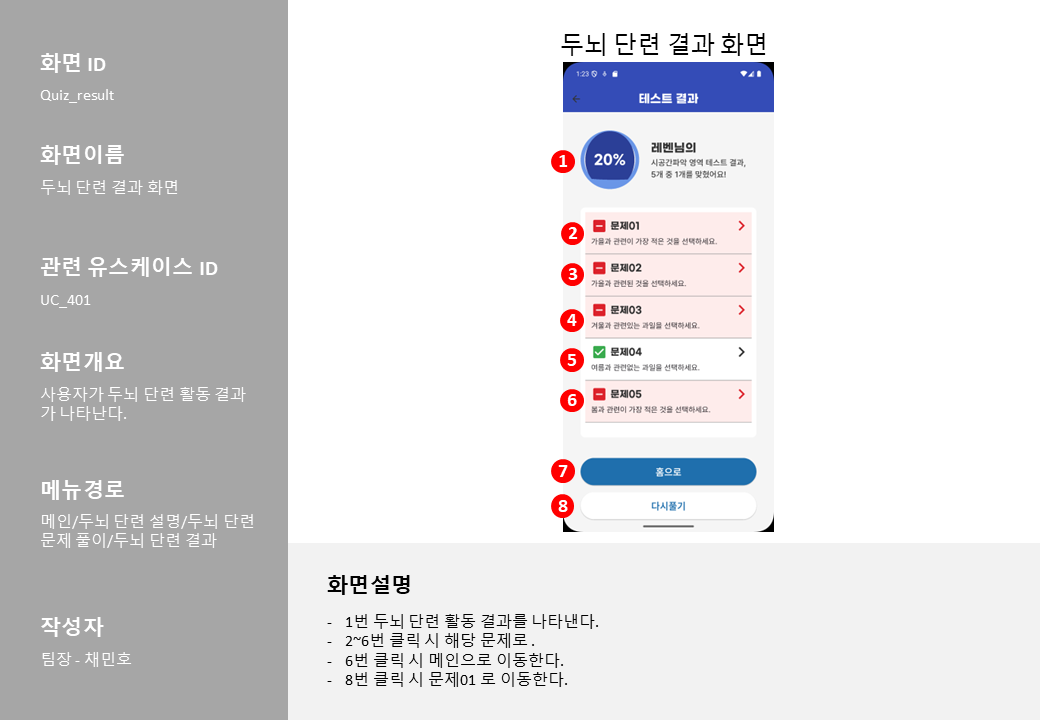 화면 ID
Quiz_result
화면이름
두뇌 단련 결과 화면
관련 유스케이스 ID
UC_401
화면개요
사용자가 두뇌 단련 활동 결과
가 나타난다.
메뉴경로
메인/두뇌 단련 설명/두뇌 단련
문제 풀이/두뇌 단련 결과
작성자
팀장 - 채민호
두뇌 단련 결과 화면
1:23
테스트 결과
1
20%
레벤님의
시공간파악 영역 테스트 결과,
5개 중 1개를 맞혔어요!
2
문제01
가을과 관련이 가장 적은 것을 선택하세요.
3
문제02
가을과 관련된 것을 선택하세요.
4
문제03
겨울과 관련있는 과일을 선택하세요.
5
문제04
여름과 관련없는 과일을 선택하세요.
6
문제05
봄과 관련이 가장 적은 것을 선택하세요.
7
홈으로
8
다시풀기
화면설명
- 1번 두뇌 단련 활동 결과를 나타낸다.
- 2~6번 클릭 시 해당 문제로 .
- 6번 클릭 시 메인으로 이동한다.
- 8번 클릭 시 문제01 로 이동한다.